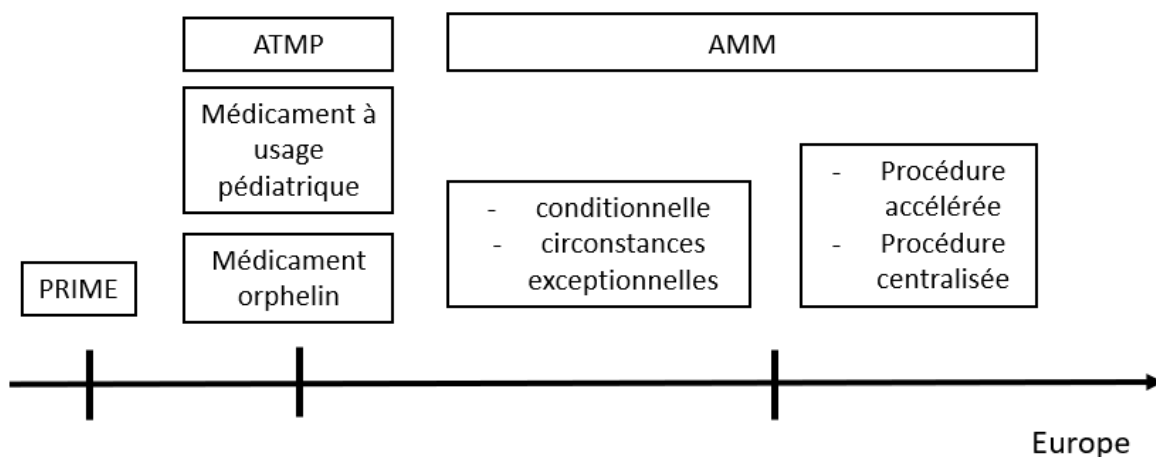 ATMP
AMM
Médicament à
usage
pédiatrique
- Procédure
accélérée
- Procédure
centralisée
- conditionnelle
- circonstances
exceptionnelles
Médicament
orphelin
PRIME
Europe